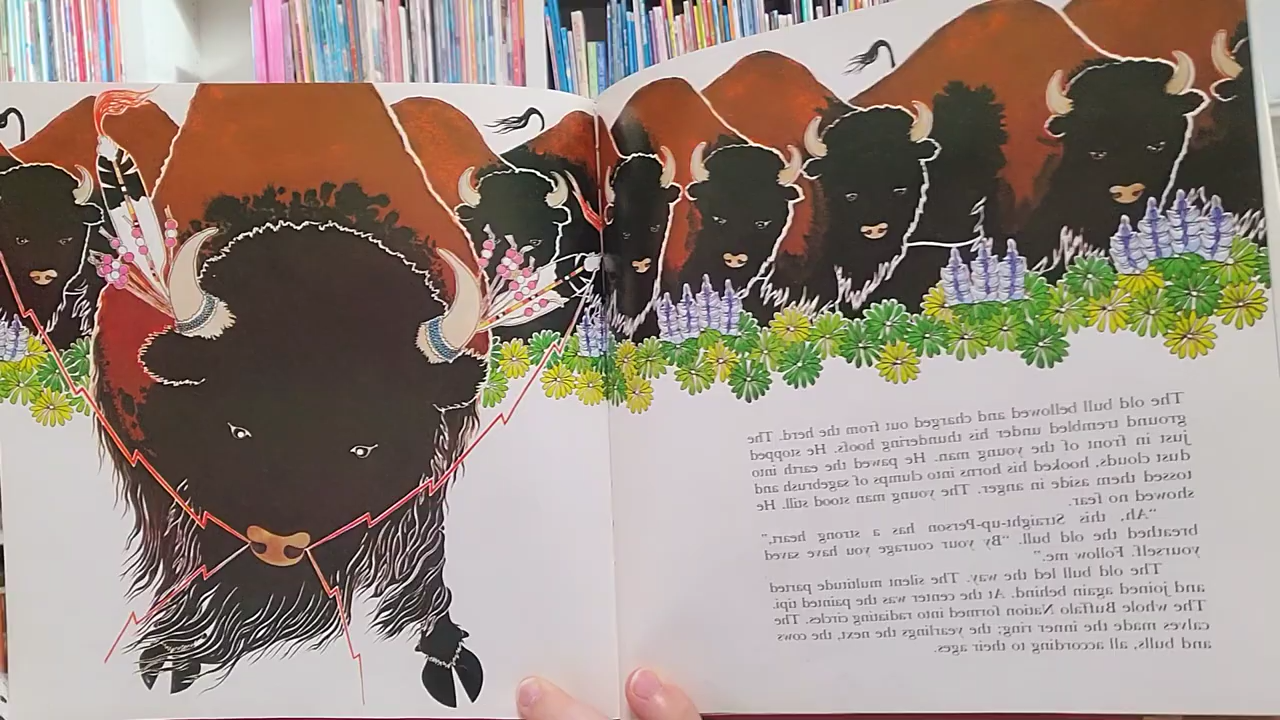 The old bull bellowed and charged out from the herd. The
ground trembled under his thundering hoofs. He stopped
just in front of the young man. He pawed the earth into
dust clouds, hooked his horns into clumps of sagebrush and
tossed them aside in anger. The young man stood still. He
showed no fear.
"Ah, this Straight-up-Person has a strong heart,"
breathed the old bull. "By your courage you have saved
yourself. Follow me."
The old bull led the way. The silent multitude parted
and joined again behind. At the center was the painted tipi.
The whole Buffalo Nation formed into radiating circles. The
calves made the inner ring; the yearlings the next, the cows
and bulls, all according to their ages.